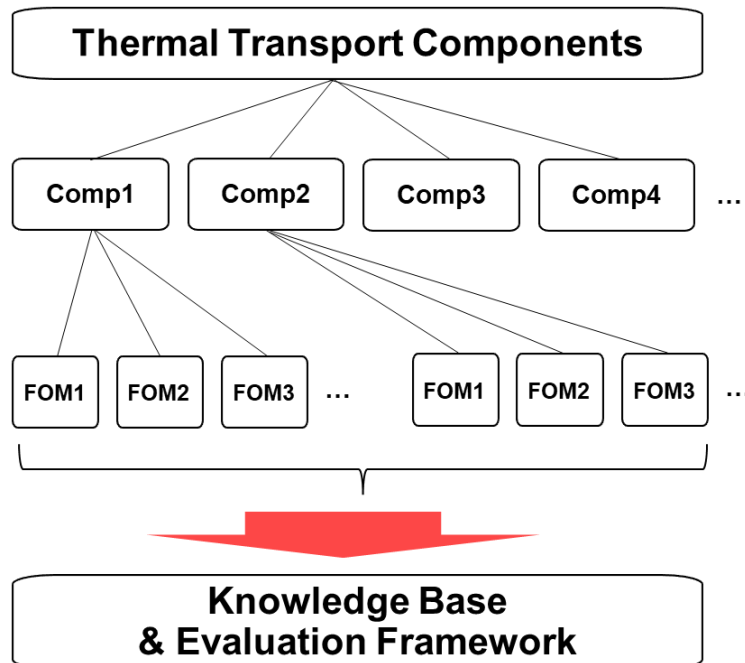 Thermal Transport Components
Comp1 Comp2 Comp3 Comp4 ...
FOM1 FOM2 FOM3 ... FOM1 FOM2 FOM3 ...
Knowledge Base
& Evaluation Framework